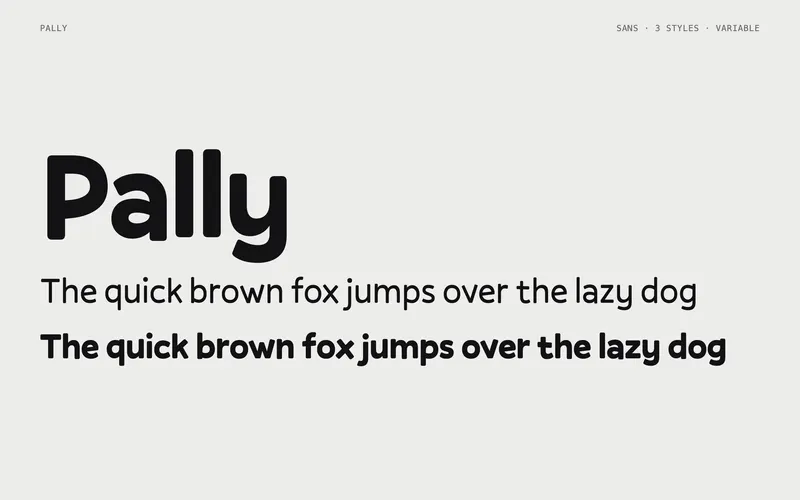 PALLY
SANS · 3 STYLES · VARIABLE
Pally
The quick brown fox jumps over the lazy dog
The quick brown fox jumps over the lazy dog